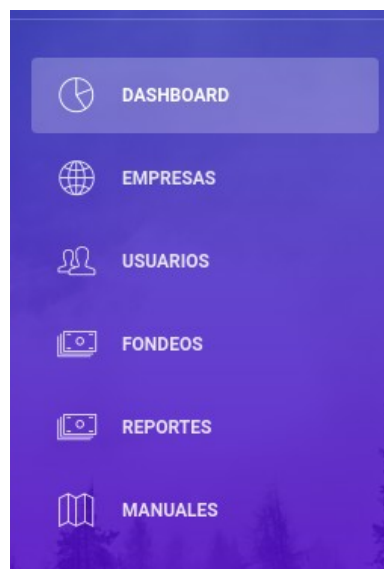 DASHBOARD
EMPRESAS
USUARIOS
FONDEOS
REPORTES
MANUALES